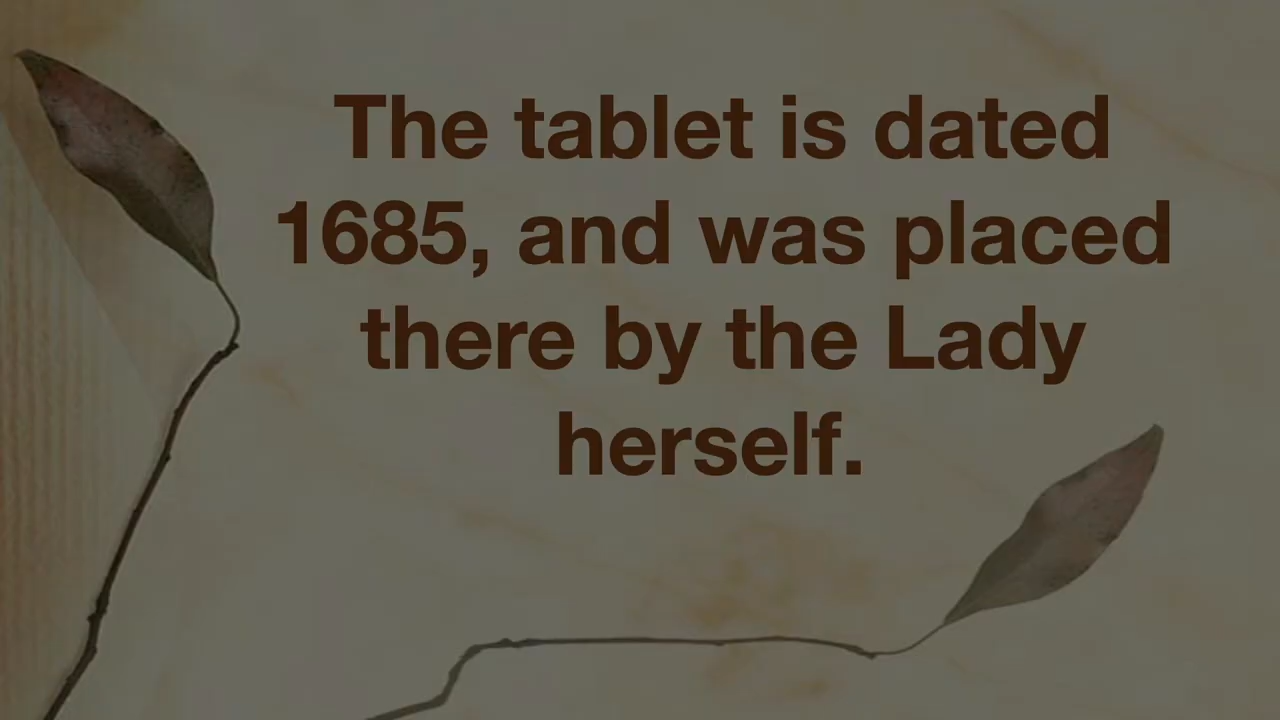 The tablet is dated
1685, and was placed
there by the Lady
herself.